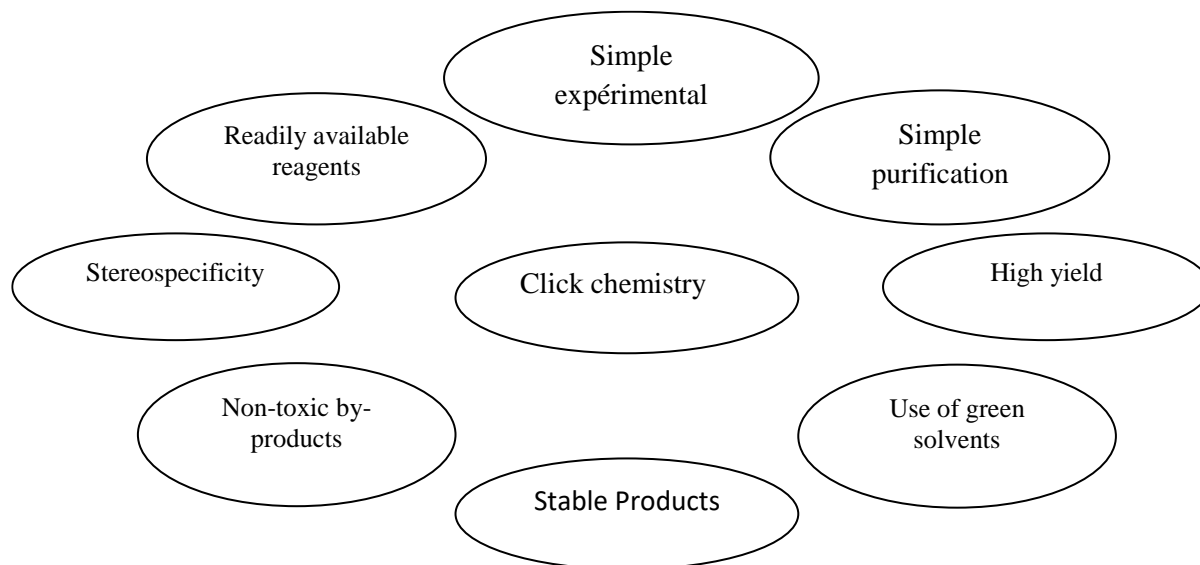 Simple
expérimental
Readily available
reagents
Simple
purification
Stereospecificity
Click chemistry
High yield
Non-toxic by-
products
Use of green
solvents
Stable Products